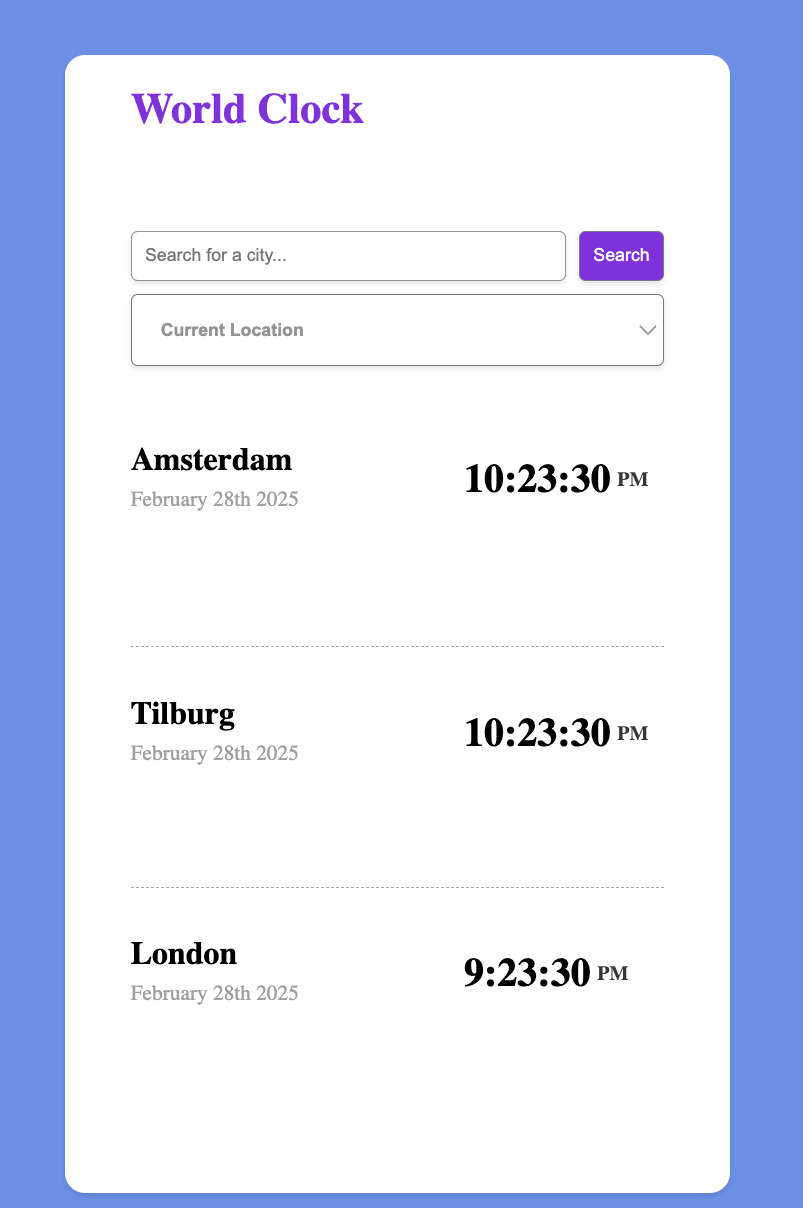 World Clock
Search for a city...
Search
Current Location
Amsterdam
February 28th 2025
10:23:30 PM
Tilburg
February 28th 2025
10:23:30 PM
London
February 28th 2025
9:23:30 PM